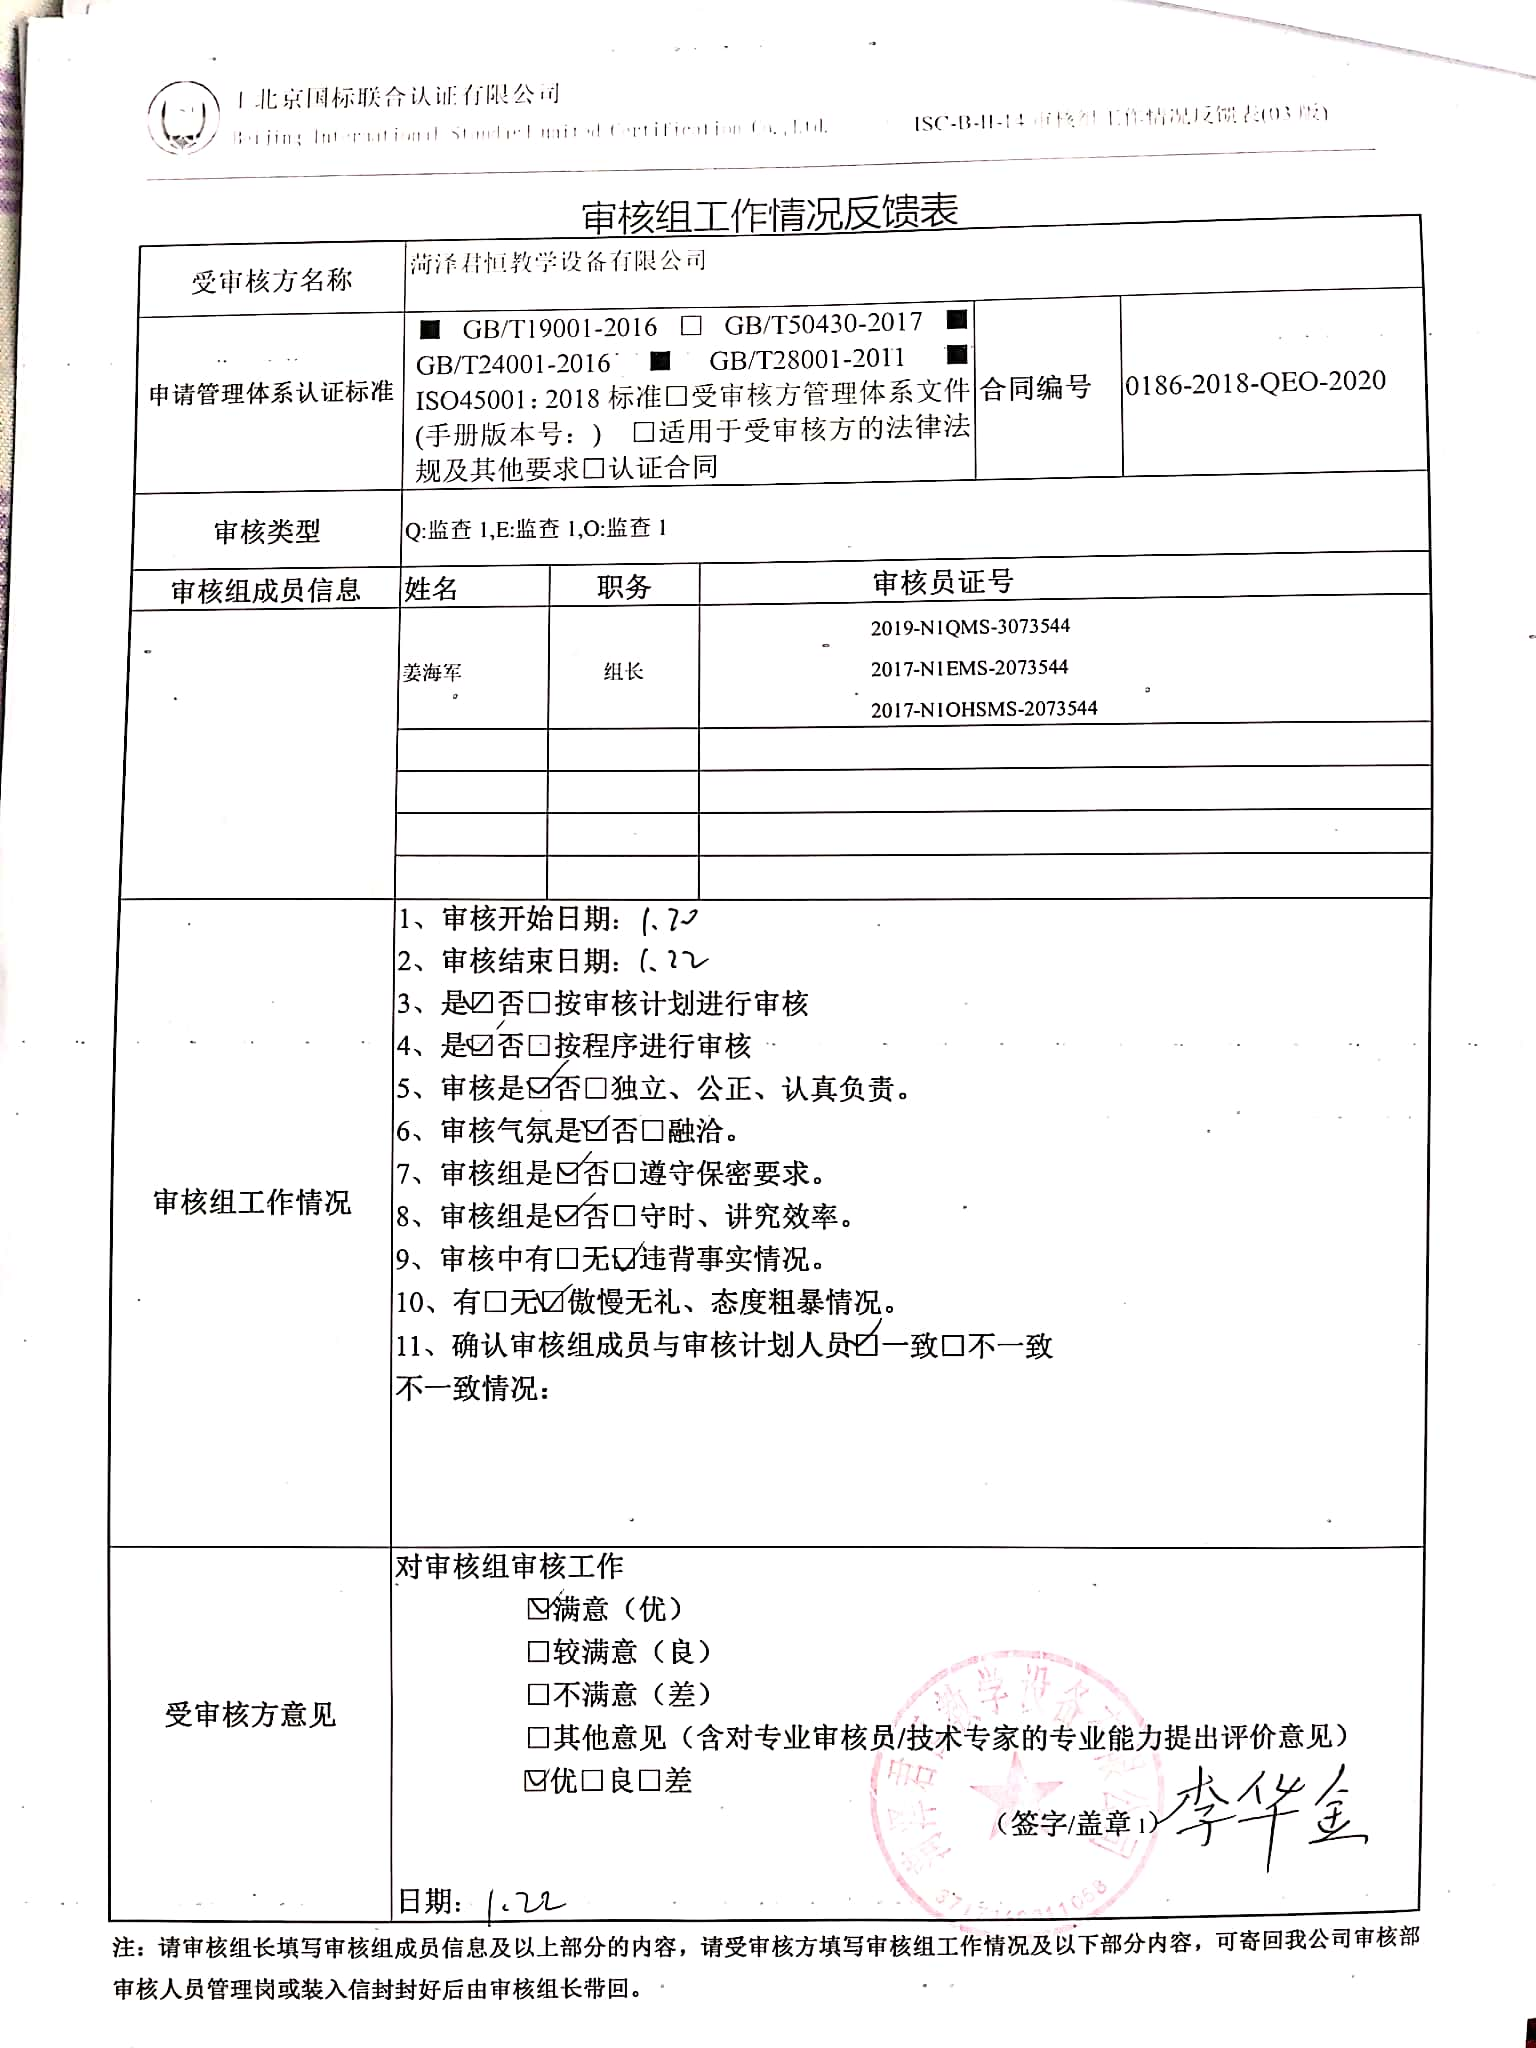 北京国标联合认证有限公司
Beijing International Standard united Certification Co.,Ltd.
ISC-B-II-14 审核组工作情况反馈表(03版)
审核组工作情况反馈表
受审核方名称
菏泽君恒教学设备有限公司
申请管理体系认证标准
■ GB/T19001-2016 □ GB/T50430-2017 ■
GB/T24001-2016 ■ GB/T28001-2011 ■
ISO45001:2018 标准□受审核方管理体系文件
(手册版本号: ) □适用于受审核方的法律法
规及其他要求□认证合同
合同编号
0186-2018-QEO-2020
审核类型
Q:监查 1,E:监查 1,O:监查 1
审核组成员信息 姓名 职务 审核员证号
姜海军 组长
2019-N1QMS-3073544
2017-N1EMS-2073544
2017-N1OHSMS-2073544
审核组工作情况
1、审核开始日期: 1.20
2、审核结束日期: 1.22
3、是☑否□按审核计划进行审核
4、是☑否□按程序进行审核
5、审核是☑否□独立、公正、认真负责。
6、审核气氛是☑否□融洽。
7、审核组是☑否□遵守保密要求。
8、审核组是☑否□守时、讲究效率。
9、审核中有□无☑违背事实情况。
10、有□无☑傲慢无礼、态度粗暴情况。
11、确认审核组成员与审核计划人员☑一致□不一致
不一致情况:
受审核方意见
对审核组审核工作
☑满意(优)
□较满意(良)
□不满意(差)
□其他意见(含对专业审核员/技术专家的专业能力提出评价意见)
☑优□良□差
(签字/盖章1) 李华金
日期: 1.22
注: 请审核组长填写审核组成员信息及以上部分的内容,请受审核方填写审核组工作情况及以下部分内容,可寄回我公司审核部
审核人员管理岗或装入信封封好后由审核组长带回。